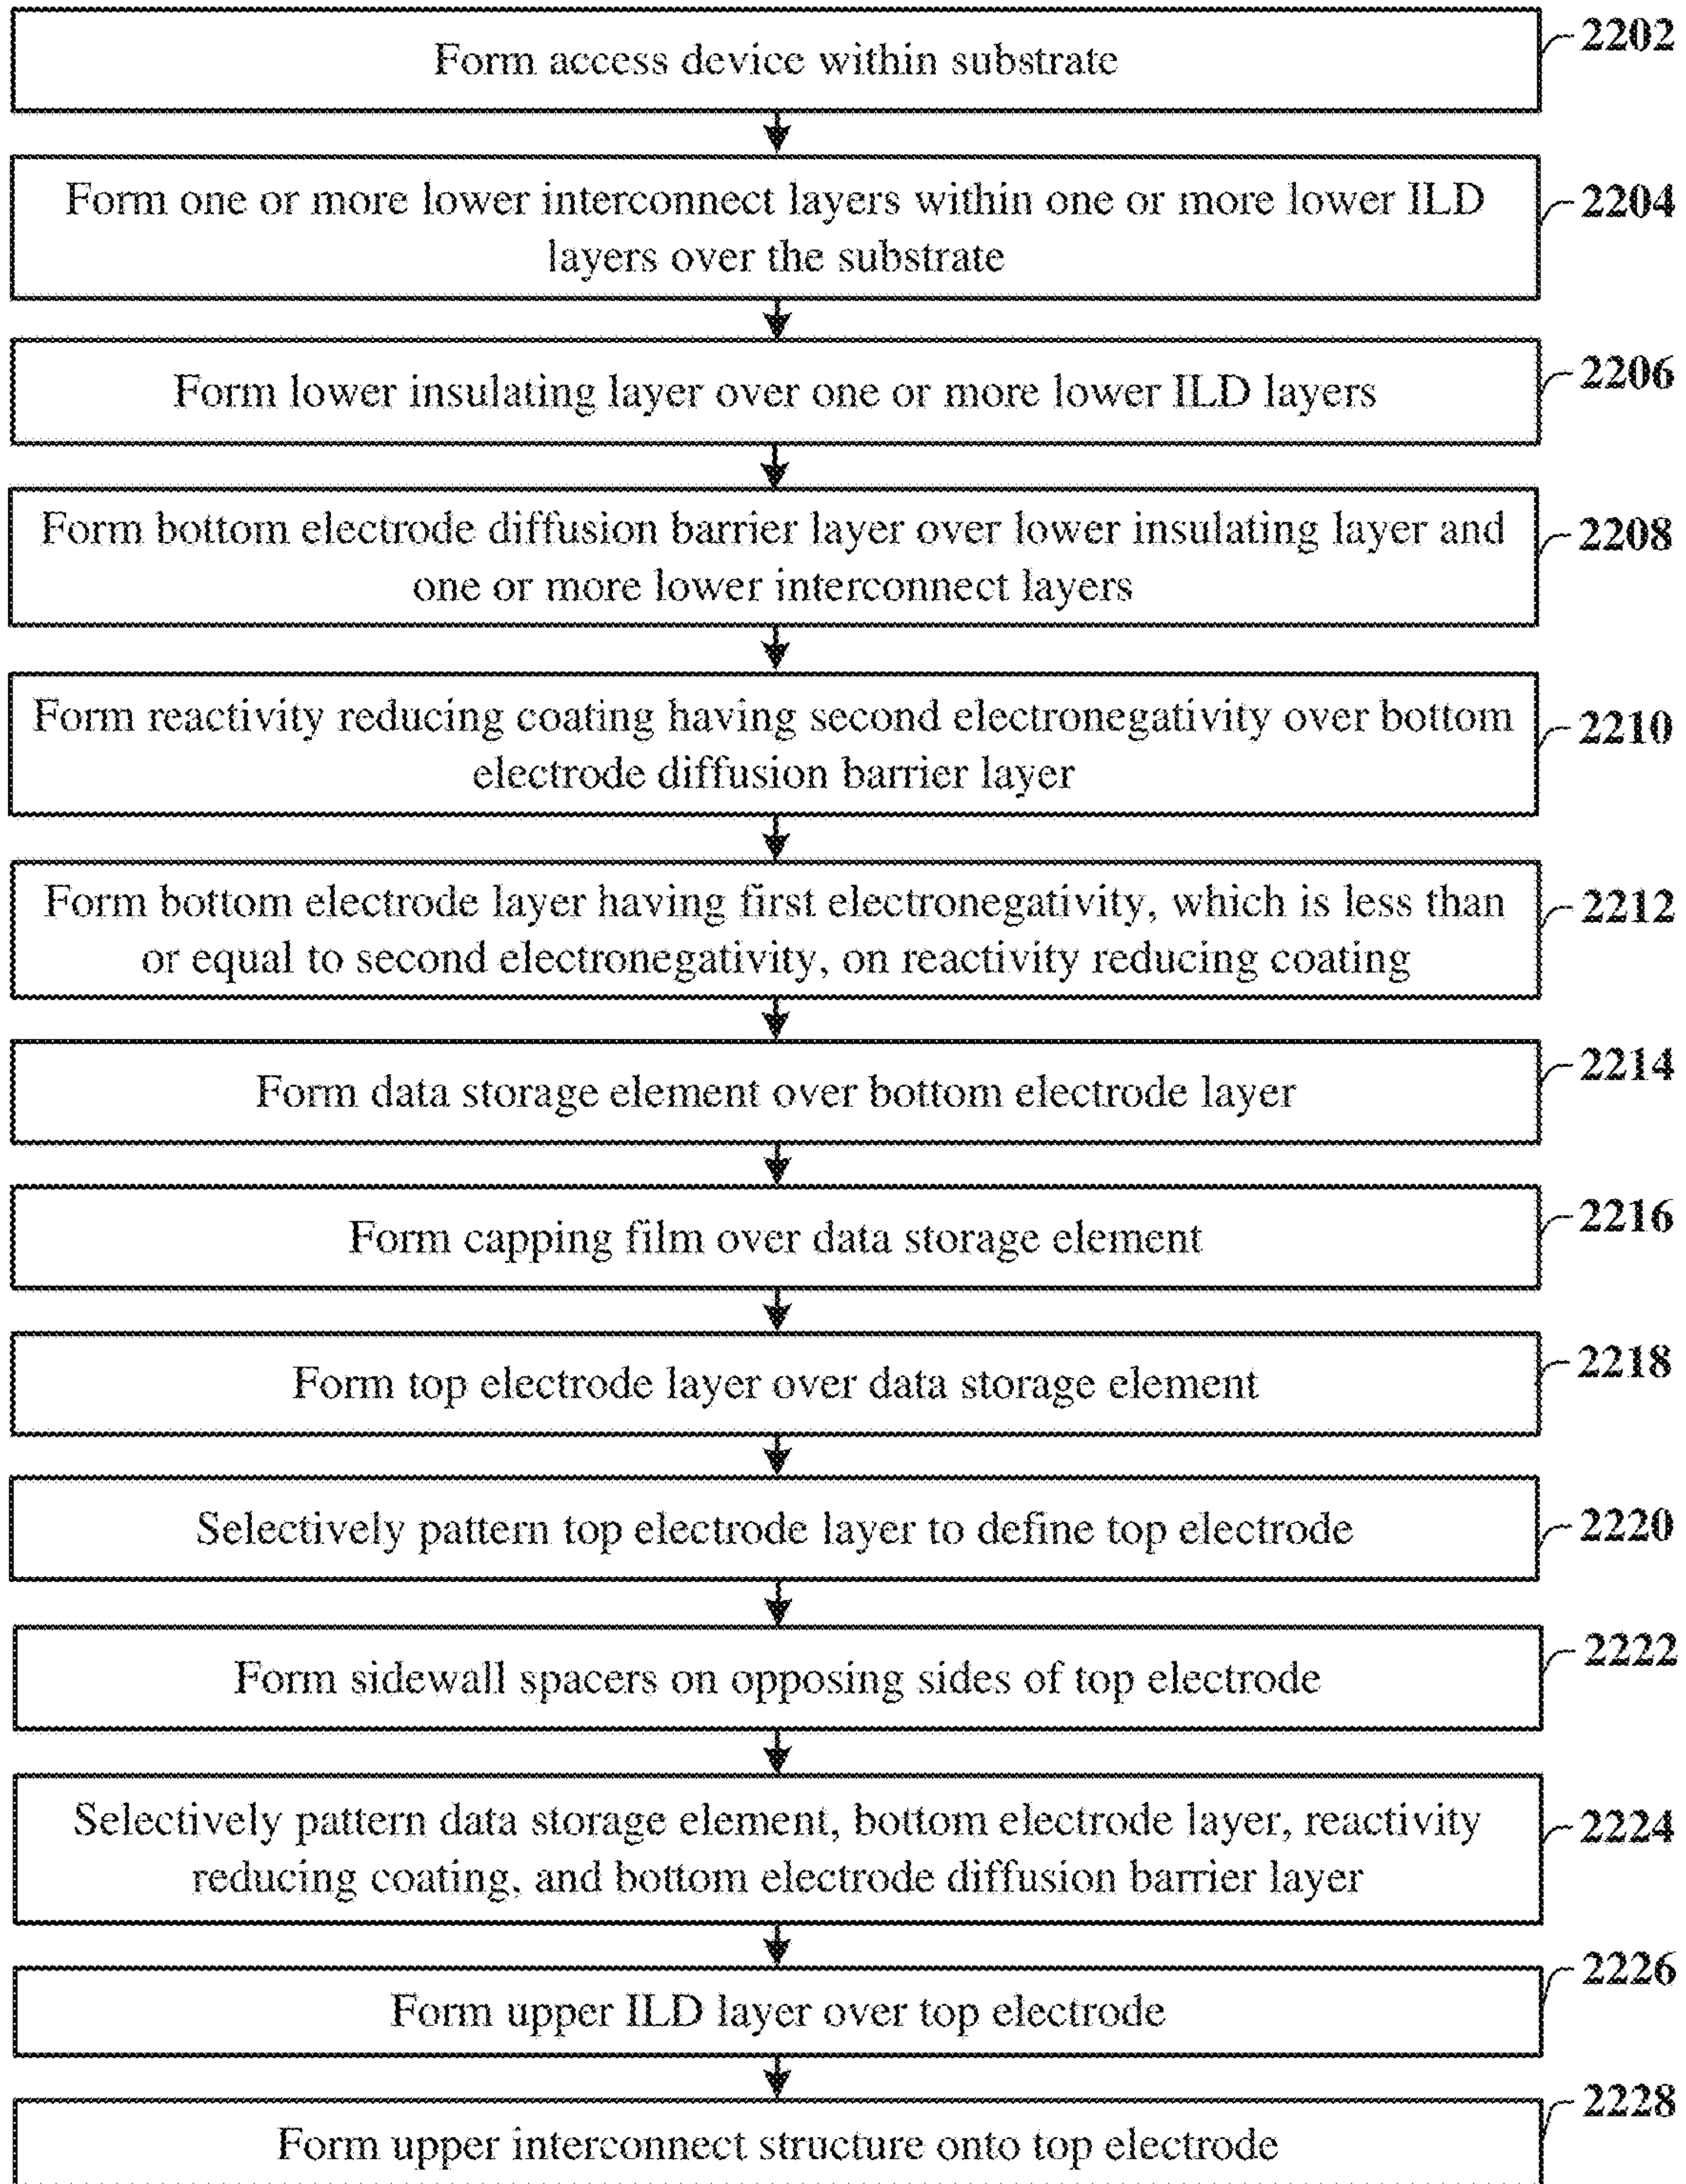 Form access device within substrate
2202
Form one or more lower interconnect layers within one or more lower ILD
layers over the substrate
2204
Form lower insulating layer over one or more lower ILD layers
2206
Form bottom electrode diffusion barrier layer over lower insulating layer and
one or more lower interconnect layers
2208
Form reactivity reducing coating having second electronegativity over bottom
electrode diffusion barrier layer
2210
Form bottom electrode layer having first electronegativity, which is less than
or equal to second electronegativity, on reactivity reducing coating
2212
Form data storage element over bottom electrode layer
2214
Form capping film over data storage element
2216
Form top electrode layer over data storage element
2218
Selectively pattern top electrode layer to define top electrode
2220
Form sidewall spacers on opposing sides of top electrode
2222
Selectively pattern data storage element, bottom electrode layer, reactivity
reducing coating, and bottom electrode diffusion barrier layer
2224
Form upper ILD layer over top electrode
2226
Form upper interconnect structure onto top electrode
2228